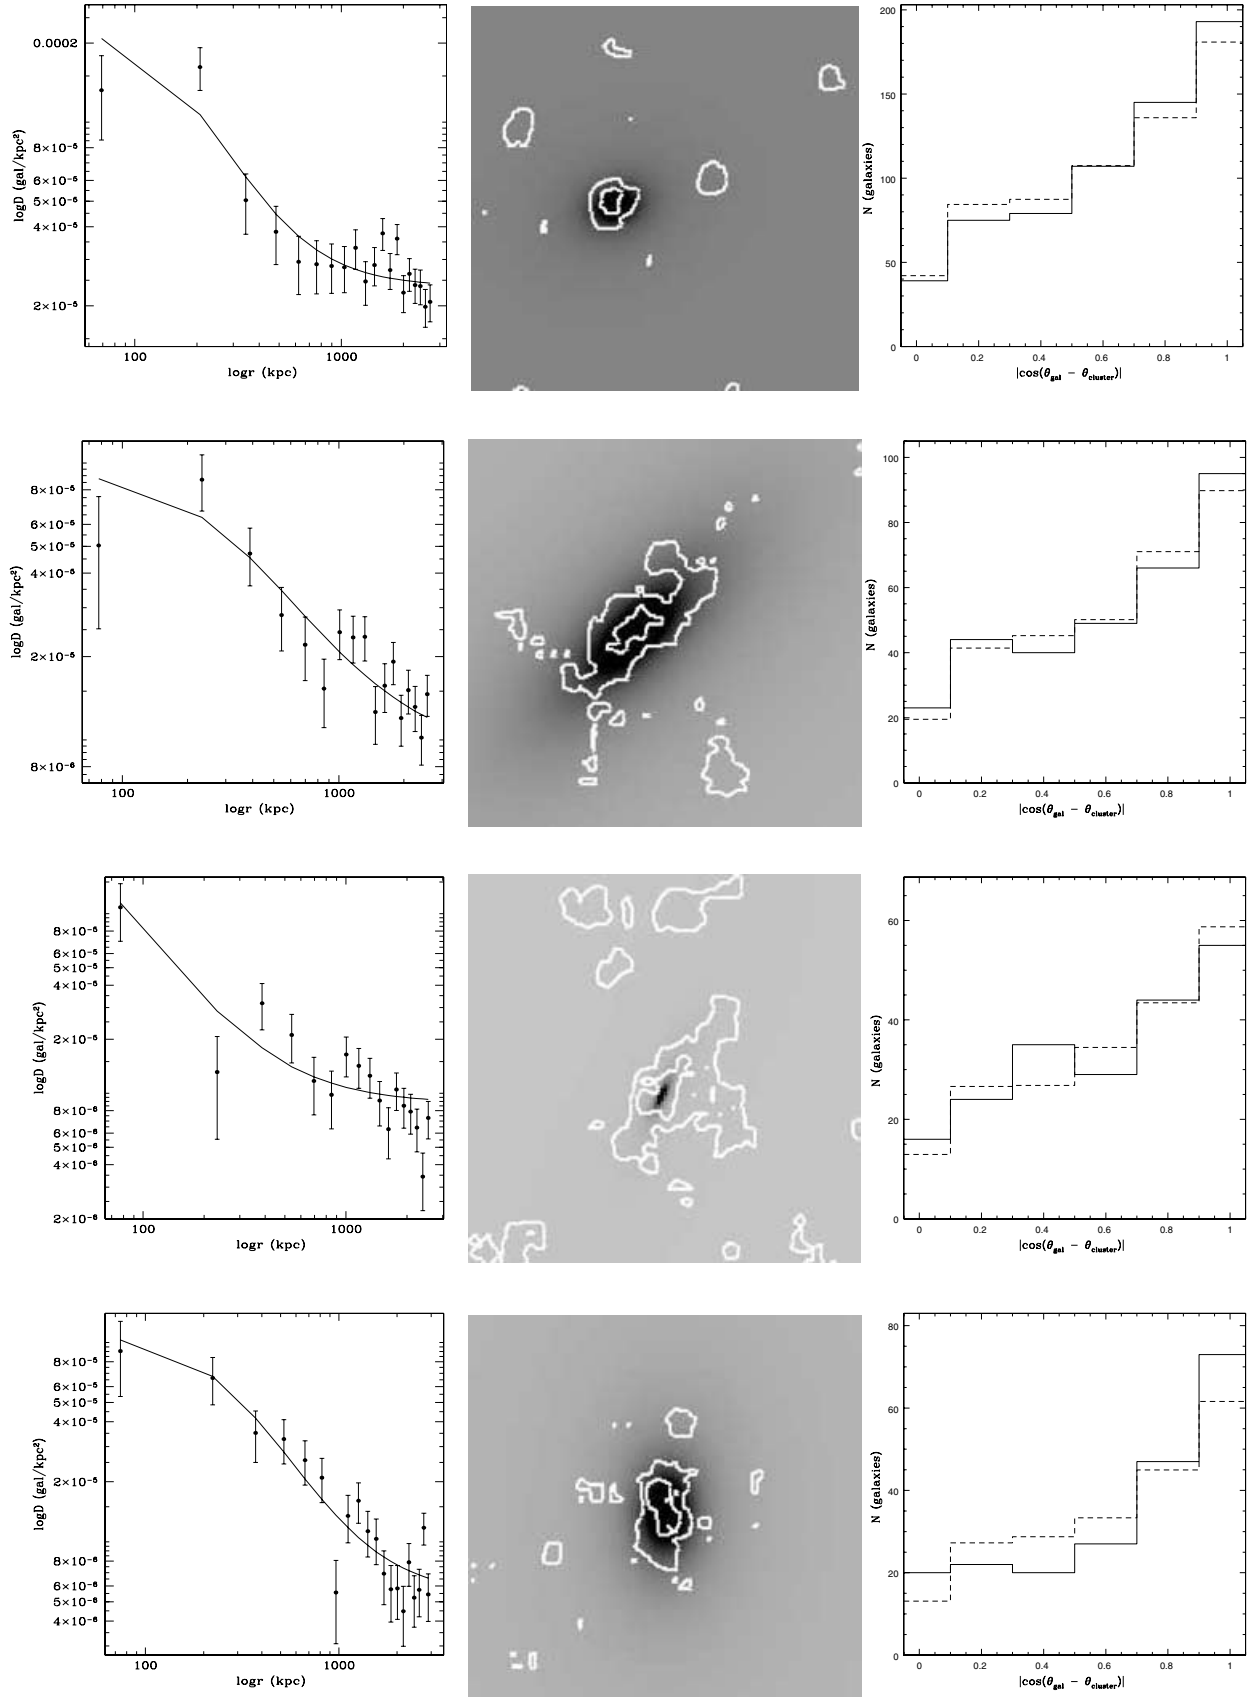 0.0002
8×10⁻⁵
6×10⁻⁵
5×10⁻⁵
4×10⁻⁵
2×10⁻⁵
logD (gal/kpc²)
100 1000
logr (kpc)
200
150
100
50
0
N (galaxies)
0 0.2 0.4 0.6 0.8 1
|cos(θgal − θcluster)|
8×10⁻⁵
6×10⁻⁵
5×10⁻⁵
4×10⁻⁵
2×10⁻⁵
8×10⁻⁶
logD (gal/kpc²)
100 1000
logr (kpc)
100
80
60
40
20
0
N (galaxies)
0 0.2 0.4 0.6 0.8 1
|cos(θgal − θcluster)|
8×10⁻⁵
6×10⁻⁵
5×10⁻⁵
4×10⁻⁵
2×10⁻⁵
8×10⁻⁶
6×10⁻⁶
5×10⁻⁶
4×10⁻⁶
2×10⁻⁶
logD (gal/kpc²)
100 1000
logr (kpc)
60
40
20
0
N (galaxies)
0 0.2 0.4 0.6 0.8 1
|cos(θgal − θcluster)|
8×10⁻⁵
6×10⁻⁵
5×10⁻⁵
4×10⁻⁵
2×10⁻⁵
8×10⁻⁶
6×10⁻⁶
5×10⁻⁶
4×10⁻⁶
logD (gal/kpc²)
100 1000
logr (kpc)
80
60
40
20
0
N (galaxies)
0 0.2 0.4 0.6 0.8 1
|cos(θgal − θcluster)|